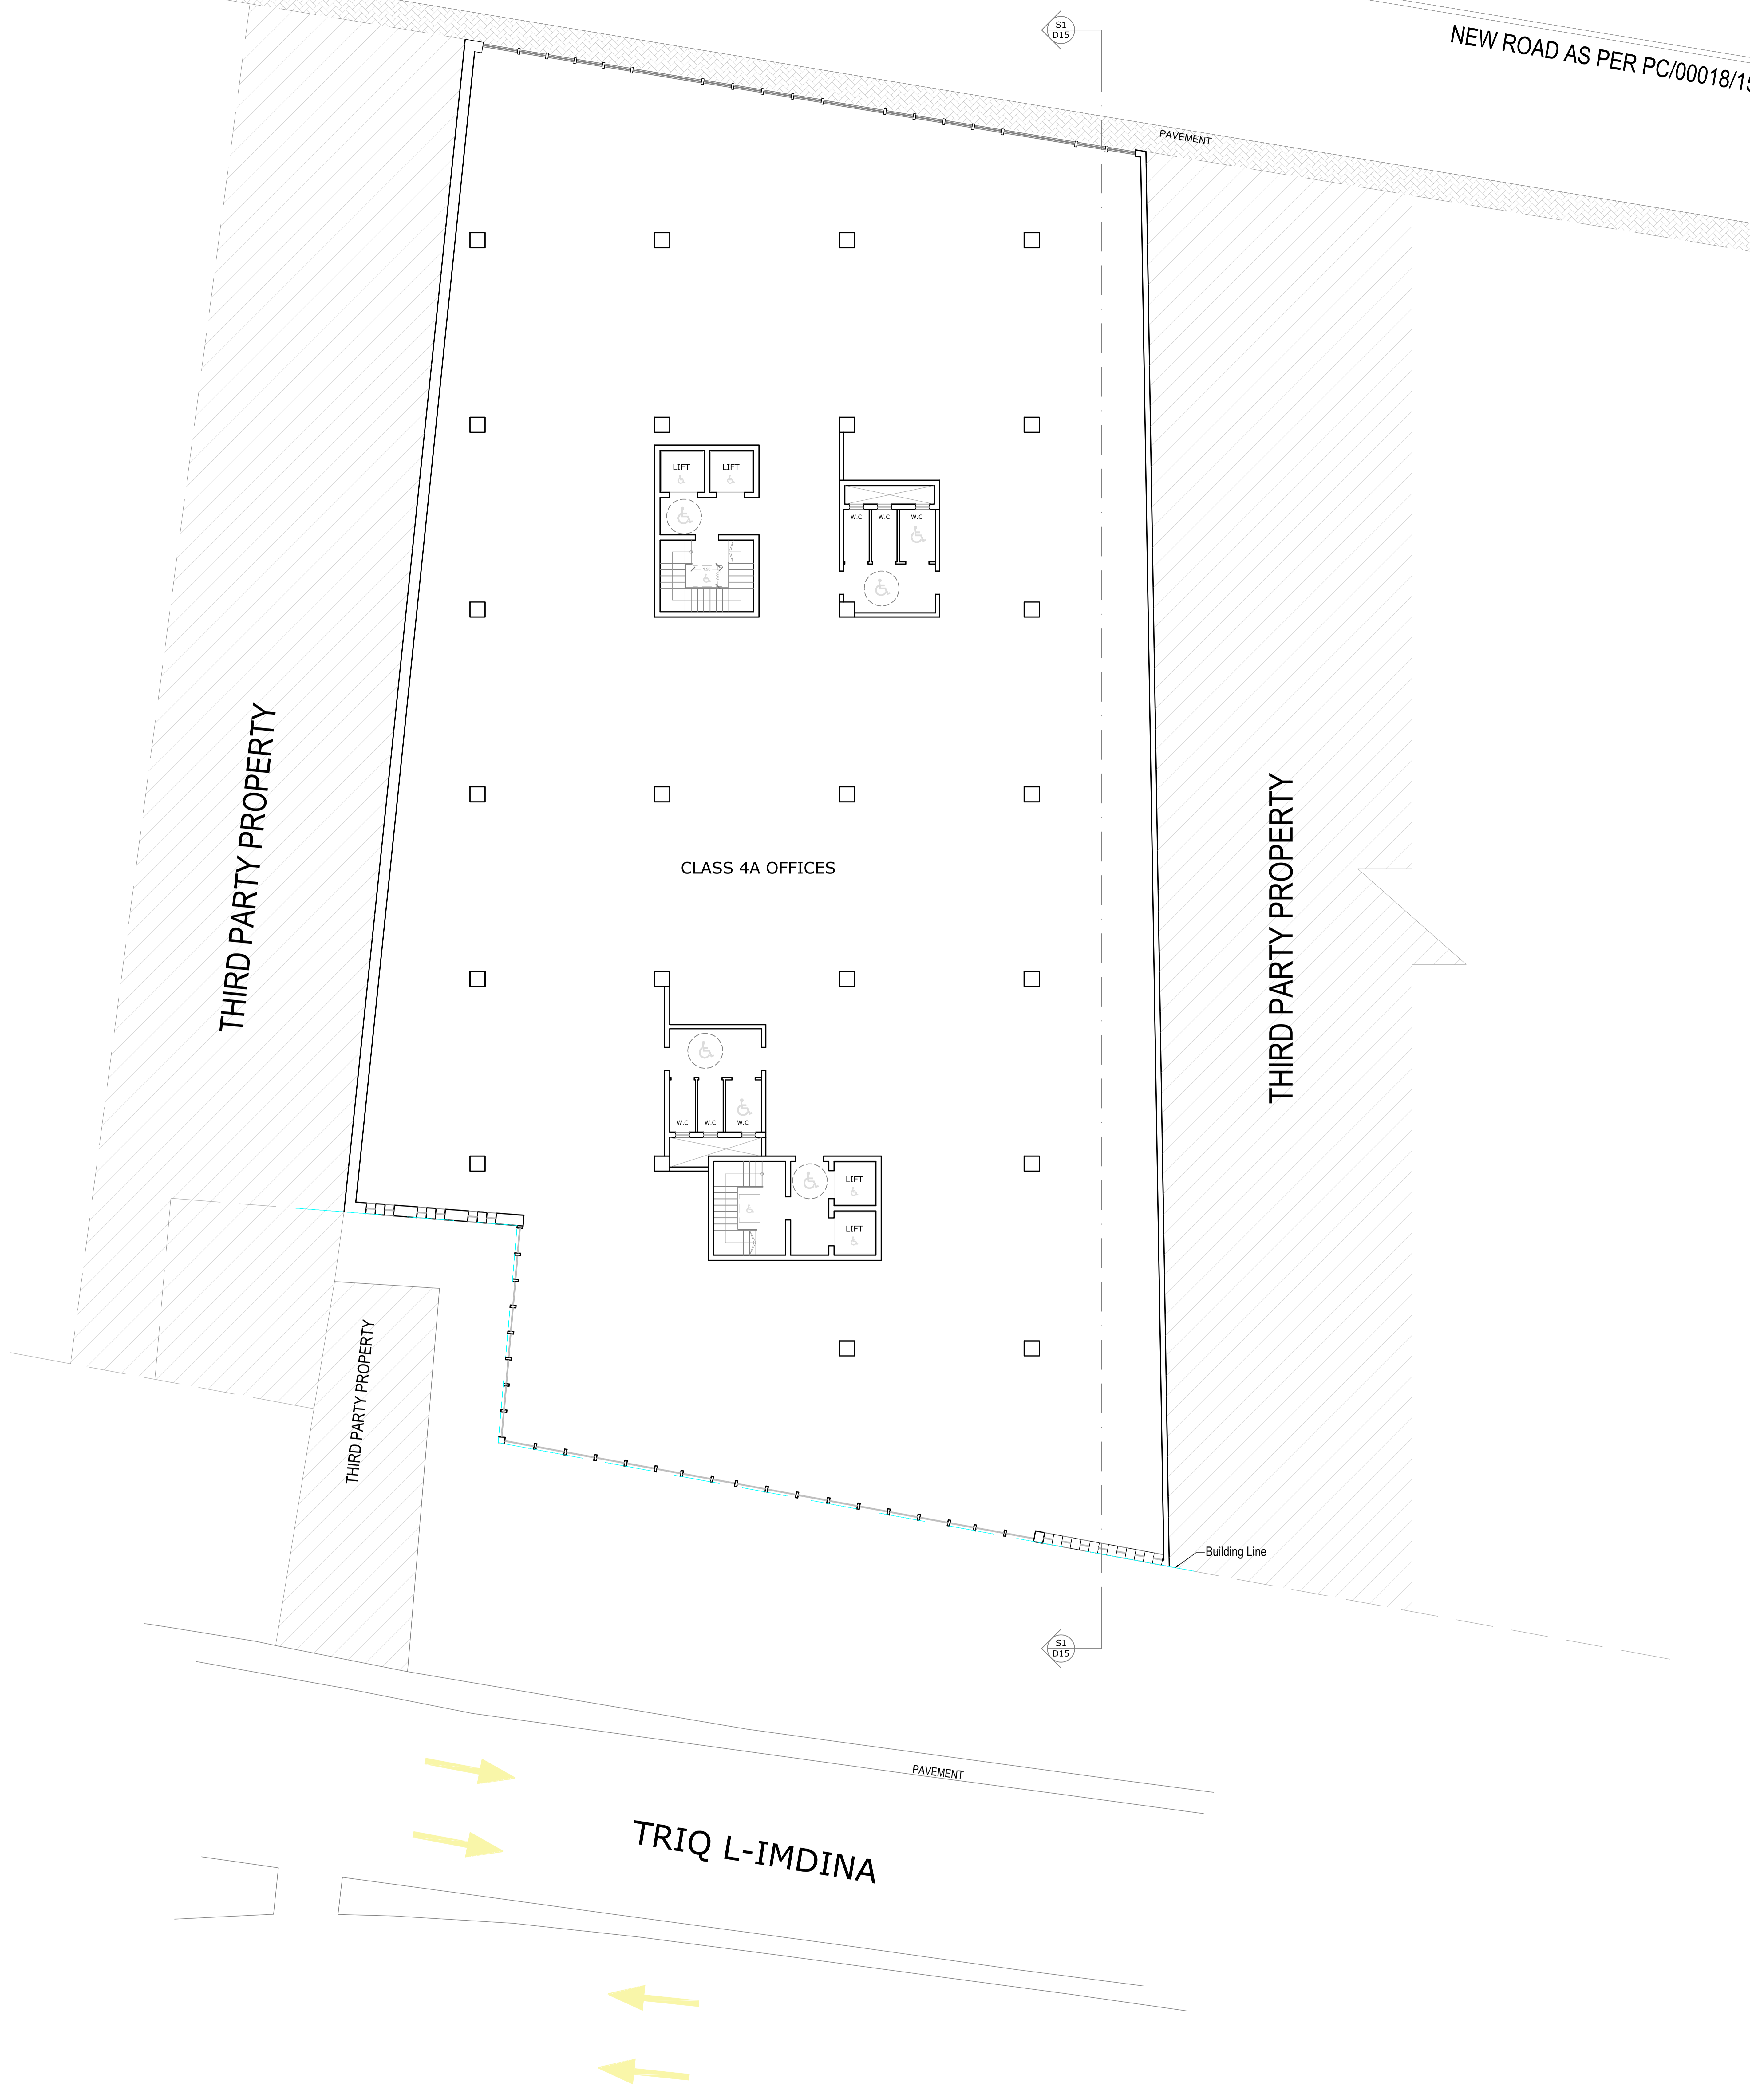 S1
D15
NEW ROAD AS PER PC/00018/15
PAVEMENT
LIFT
LIFT
W.C
W.C
W.C
THIRD PARTY PROPERTY
THIRD PARTY PROPERTY
CLASS 4A OFFICES
W.C
W.C
W.C
LIFT
LIFT
THIRD PARTY PROPERTY
Building Line
S1
D15
PAVEMENT
TRIQ L-IMDINA